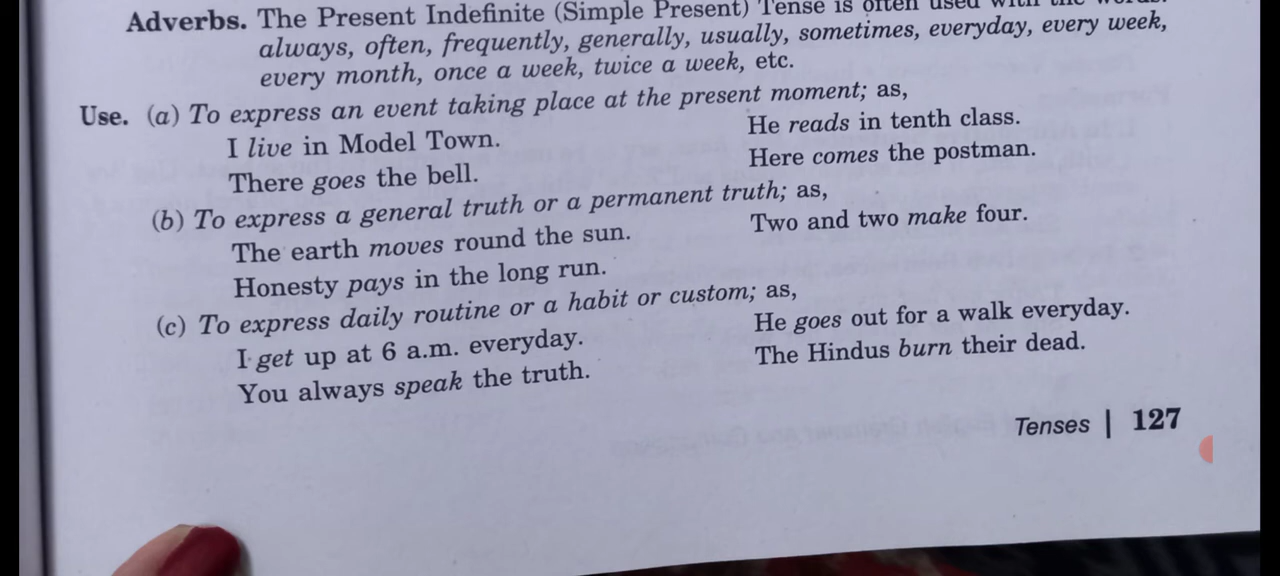 Adverbs. The Present Indefinite (Simple Present) Tense is often used with the words:
always, often, frequently, generally, usually, sometimes, everyday, every week,
every month, once a week, twice a week, etc.
Use. (a) To express an event taking place at the present moment; as,
I live in Model Town. He reads in tenth class.
There goes the bell. Here comes the postman.
(b) To express a general truth or a permanent truth; as,
The earth moves round the sun. Two and two make four.
Honesty pays in the long run.
(c) To express daily routine or a habit or custom; as,
I get up at 6 a.m. everyday. He goes out for a walk everyday.
You always speak the truth. The Hindus burn their dead.
Tenses | 127